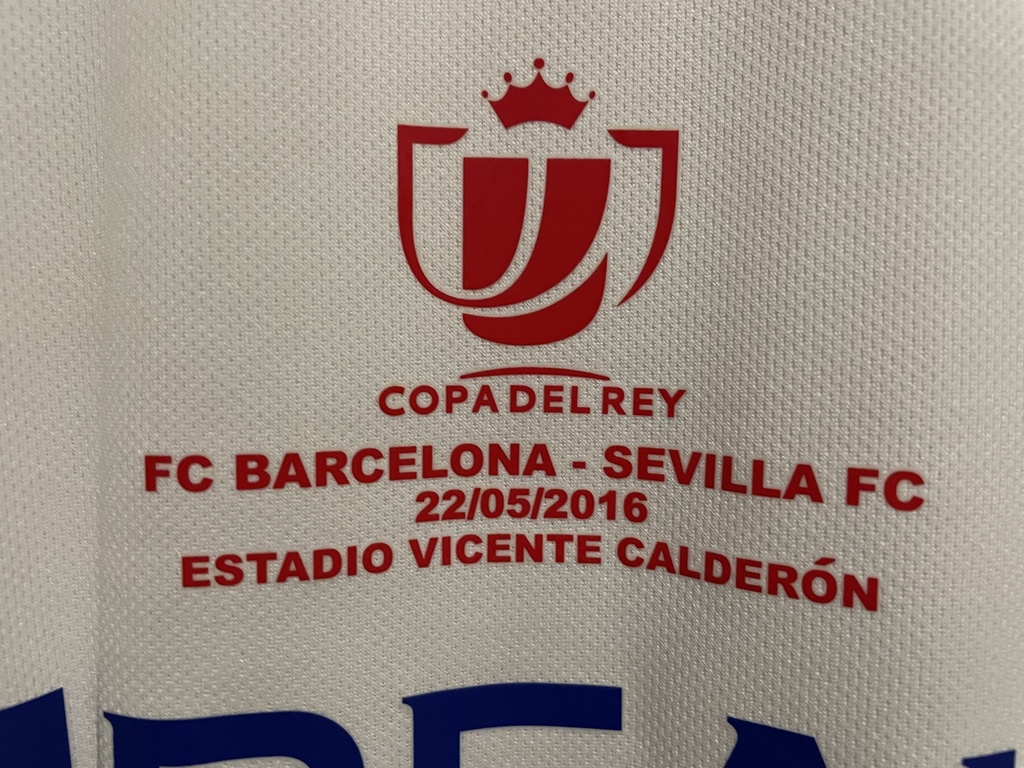 COPA DEL REY
FC BARCELONA - SEVILLA FC
22/05/2016
ESTADIO VICENTE CALDERÓN